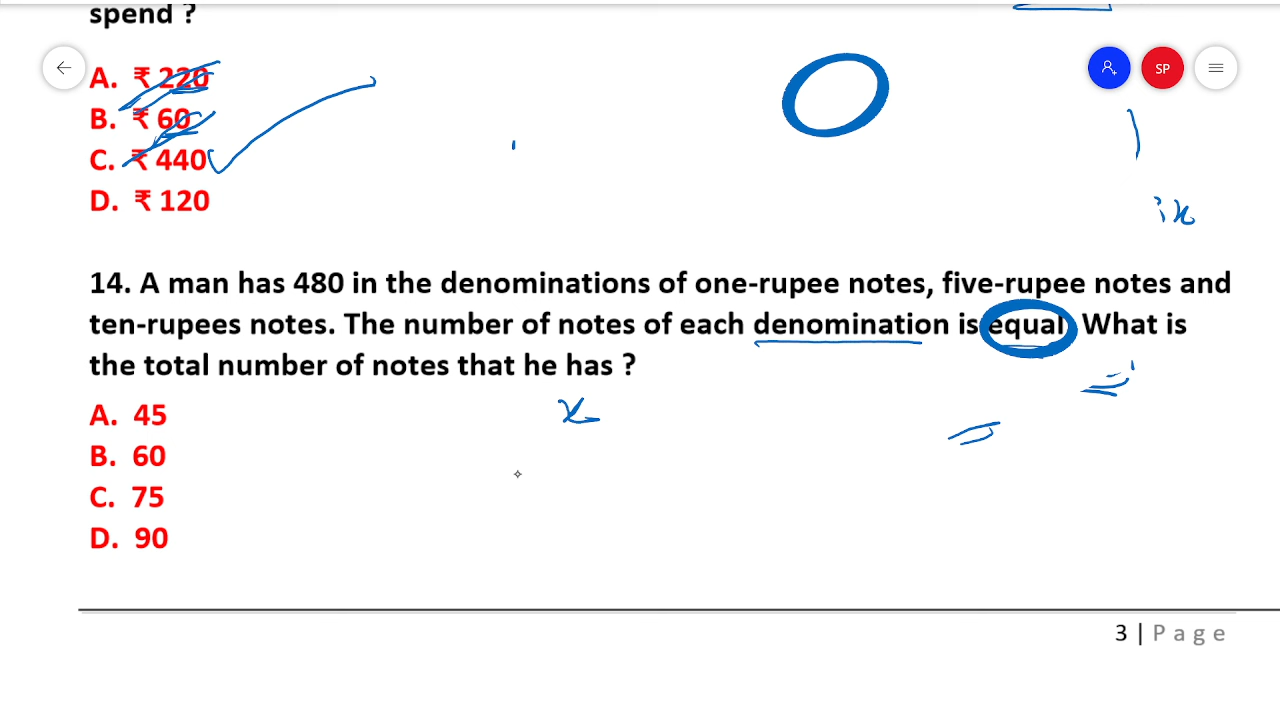 spend ?
A. ₹ 220
B. ₹ 60
C. ₹ 440
D. ₹ 120
SP
14. A man has 480 in the denominations of one-rupee notes, five-rupee notes and
ten-rupees notes. The number of notes of each denomination is equal. What is
the total number of notes that he has ?
x
A. 45
B. 60
C. 75
D. 90
3 | Page